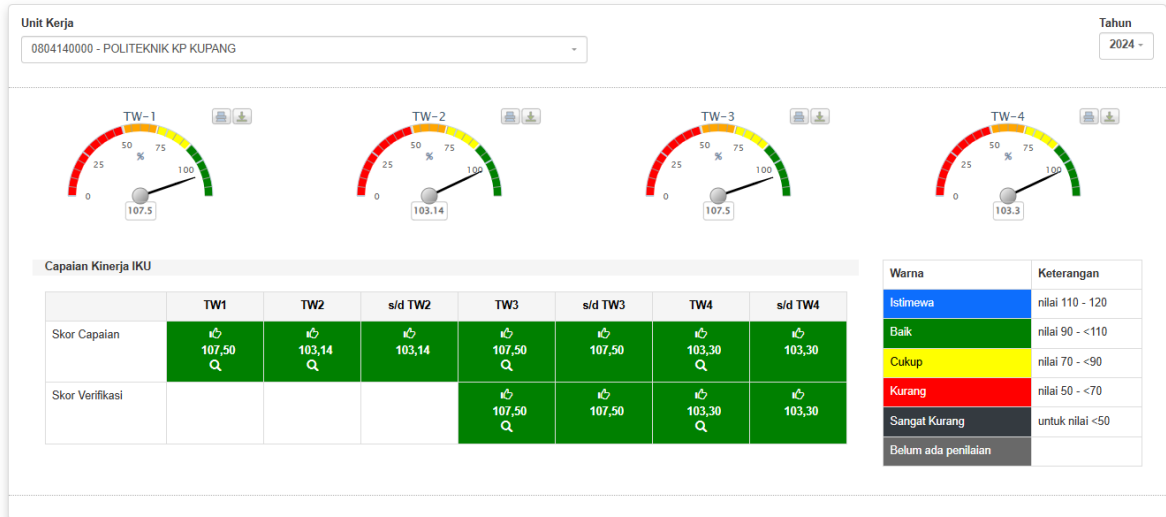 Unit Kerja
Tahun
0804140000 - POLITEKNIK KP KUPANG
2024
TW-1
0
25
50
75
100
%
107.5
TW-2
0
25
50
75
100
%
103.14
TW-3
0
25
50
75
100
%
107.5
TW-4
0
25
50
75
100
%
103.3
Capaian Kinerja IKU
TW1 TW2 s/d TW2 TW3 s/d TW3 TW4 s/d TW4
Skor Capaian
107,50 103,14 103,14 107,50 107,50 103,30 103,30
Skor Verifikasi
107,50 107,50 103,30 103,30
Warna Keterangan
Istimewa nilai 110 - 120
Baik nilai 90 - <110
Cukup nilai 70 - <90
Kurang nilai 50 - <70
Sangat Kurang untuk nilai <50
Belum ada penilaian